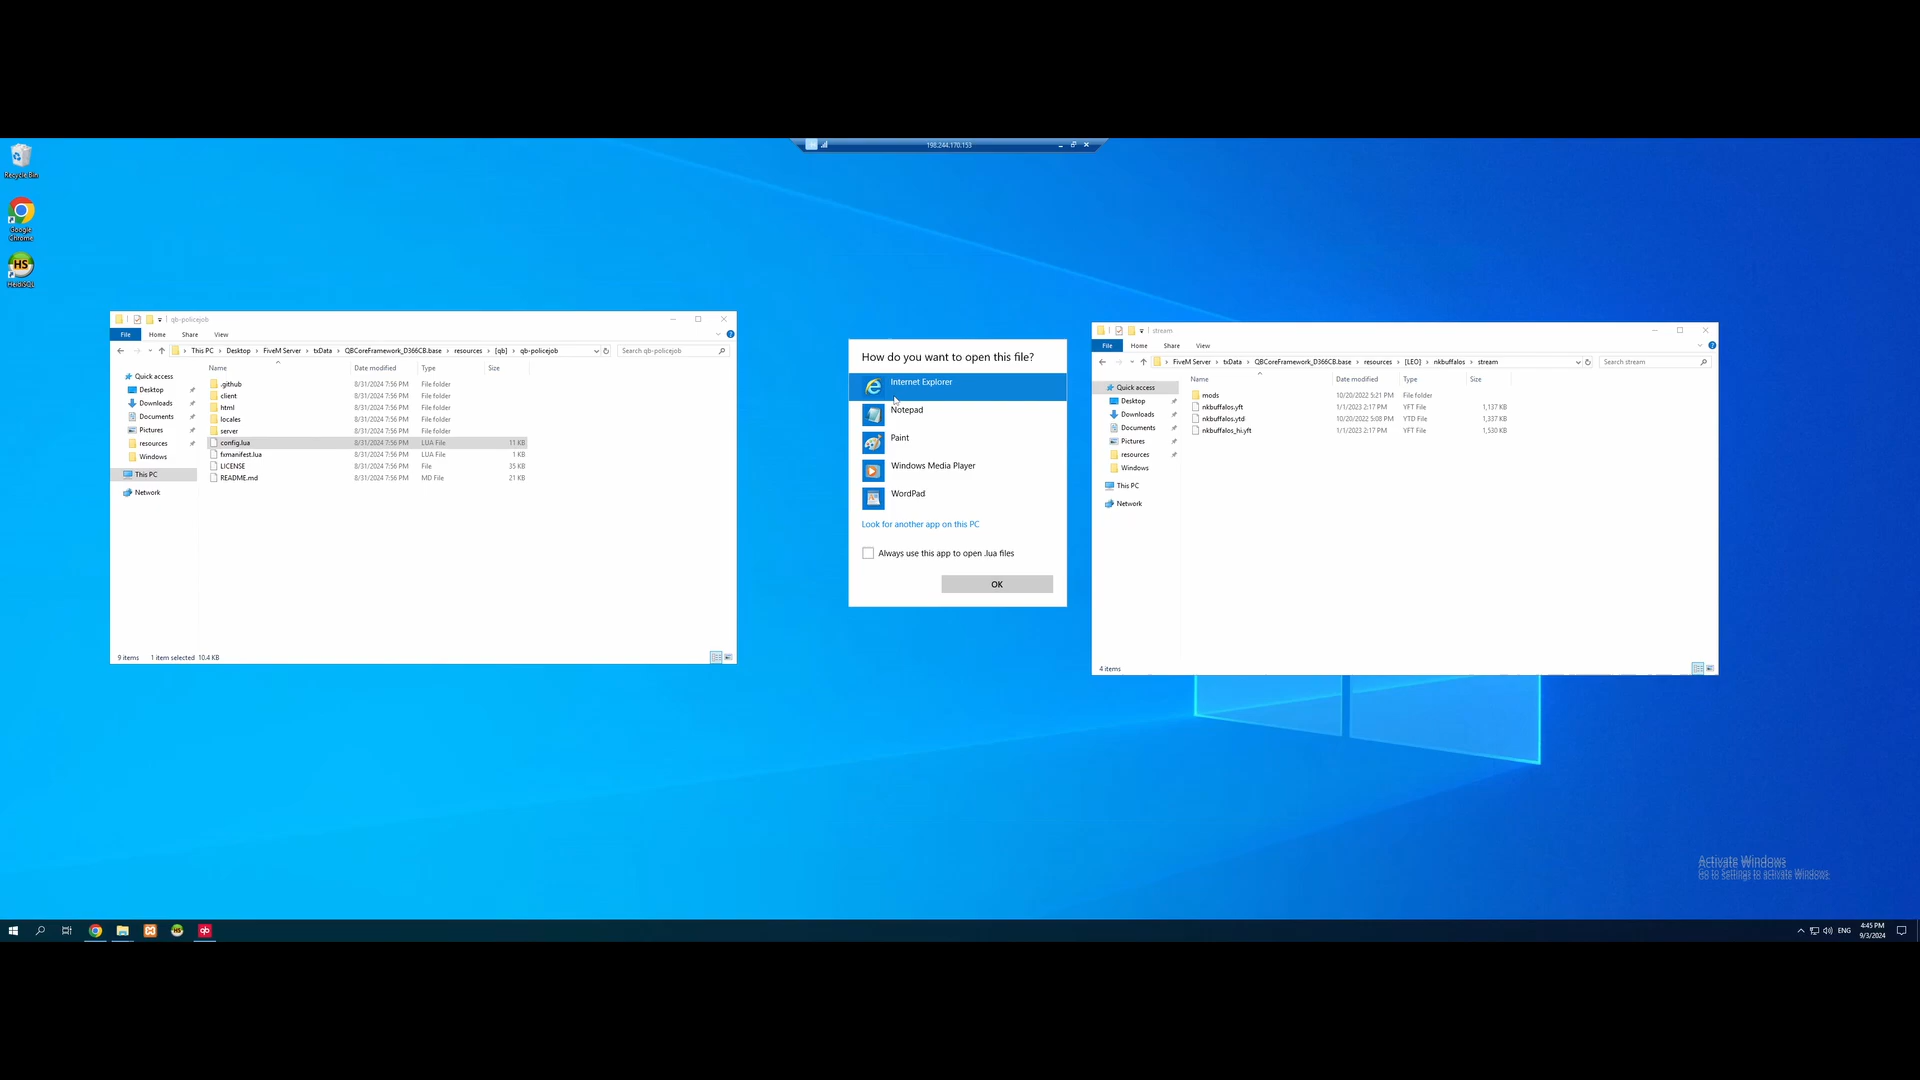 198.244.170.153
Recycle Bin
Google
Chrome
HS
HeidiSQL
qb-policejob
File Home Share View
This PC › Desktop › FiveM Server › txData › QBCoreFramework_D366CB.base › resources › [qb] › qb-policejob
Search qb-policejob
Name Date modified Type Size
Quick access
Desktop
Downloads
Documents
Pictures
resources
Windows
This PC
Network
.github 8/31/2024 7:56 PM File folder
client 8/31/2024 7:56 PM File folder
html 8/31/2024 7:56 PM File folder
locales 8/31/2024 7:56 PM File folder
server 8/31/2024 7:56 PM File folder
config.lua 8/31/2024 7:56 PM LUA File 11 KB
fxmanifest.lua 8/31/2024 7:56 PM LUA File 1 KB
LICENSE 8/31/2024 7:56 PM File 35 KB
README.md 8/31/2024 7:56 PM MD File 21 KB
9 items 1 item selected 10.4 KB
How do you want to open this file?
Internet Explorer
Notepad
Paint
Windows Media Player
WordPad
Look for another app on this PC
Always use this app to open .lua files
OK
stream
File Home Share View
FiveM Server › txData › QBCoreFramework_D366CB.base › resources › [LEO] › nkbuffalos › stream
Search stream
Name Date modified Type Size
Quick access
Desktop
Downloads
Documents
Pictures
resources
Windows
This PC
Network
mods 10/20/2022 5:21 PM File folder
nkbuffalos.yft 1/1/2023 2:17 PM YFT File 1,137 KB
nkbuffalos.ytd 10/20/2022 5:08 PM YTD File 1,337 KB
nkbuffalos_hi.yft 1/1/2023 2:17 PM YFT File 1,530 KB
4 items
Activate Windows
Go to Settings to activate Windows.
HS
qb
ENG
4:45 PM
9/3/2024